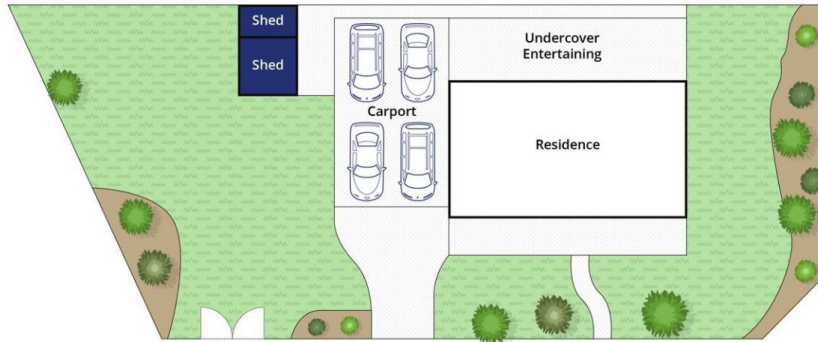 Shed
Shed
Undercover
Entertaining
Carport
Residence